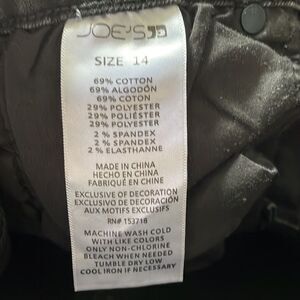 JOE'S
SIZE 14
69% COTTON
69% ALGODÓN
69% COTON
29% POLYESTER
29% POLIÉSTER
29% POLYESTER
2 % SPANDEX
2 % SPANDEX
2 % ELASTHANNE
MADE IN CHINA
HECHO EN CHINA
FABRIQUÉ EN CHINE
EXCLUSIVE OF DECORATION
EXCLUSIVO DE DECORACIÓN
AUX MOTIFS EXCLUSIFS
RN# 153718
MACHINE WASH COLD
WITH LIKE COLORS
ONLY NON-CHLORINE
BLEACH WHEN NEEDED
TUMBLE DRY LOW
COOL IRON IF NECESSARY